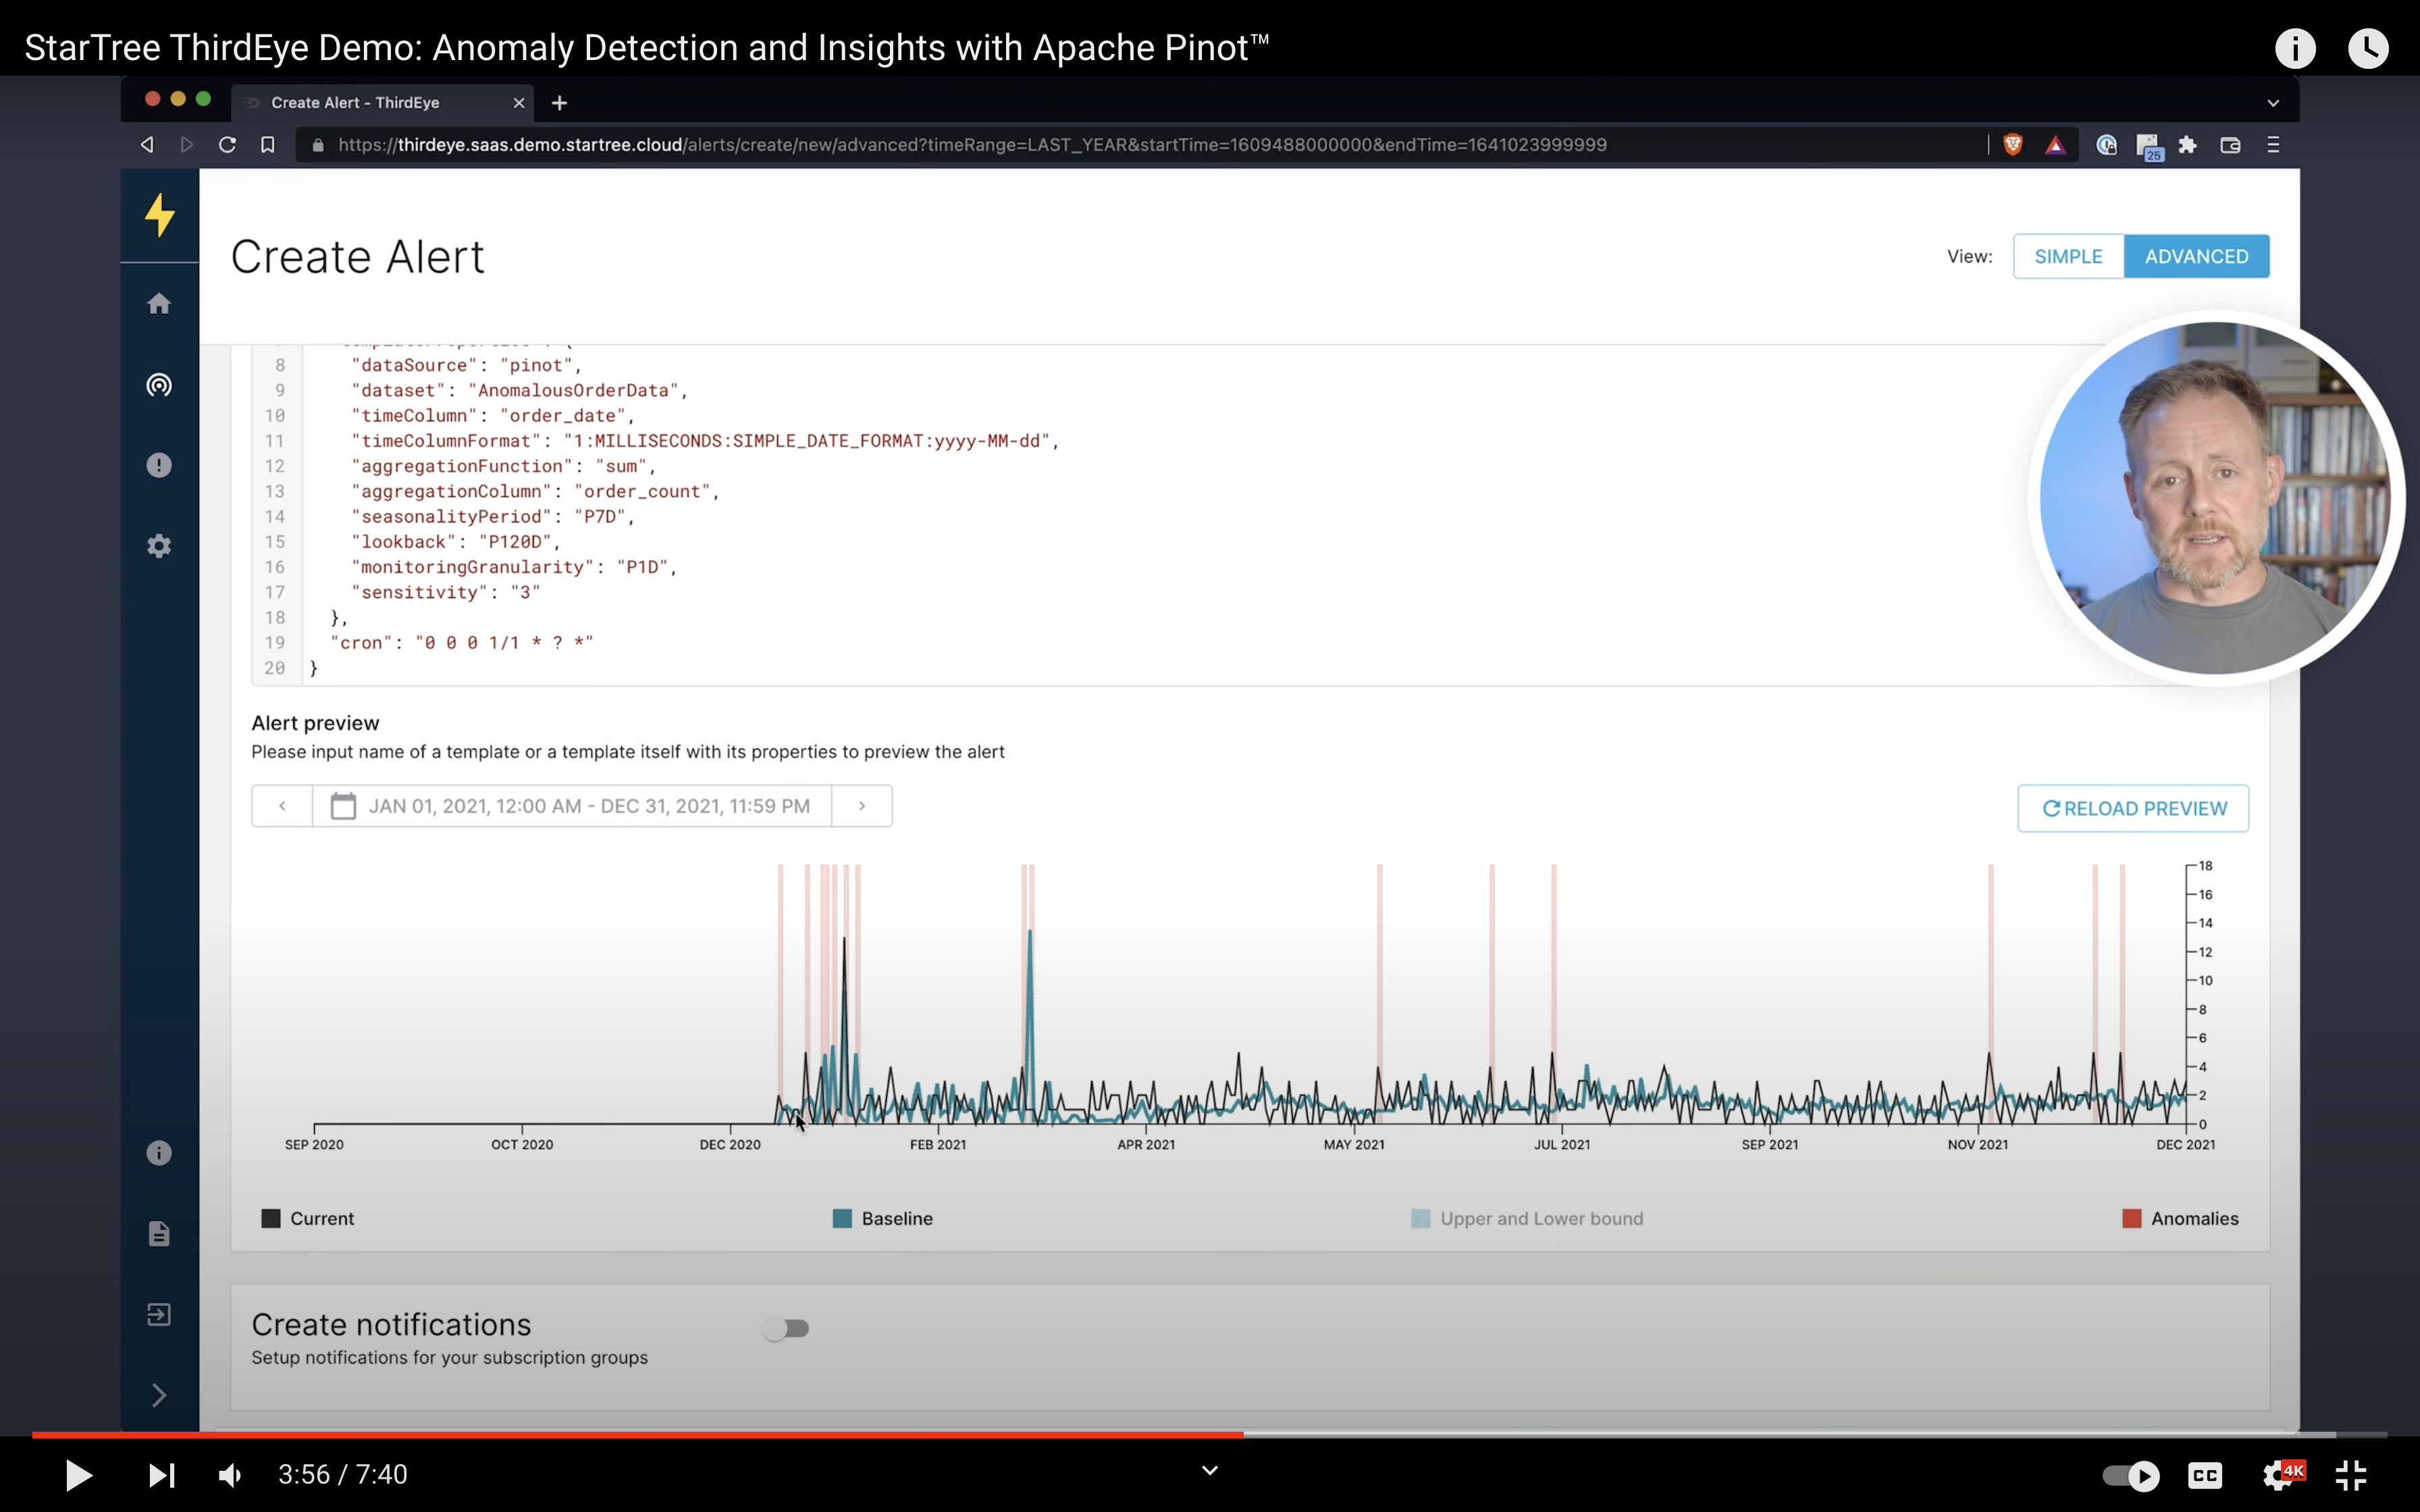 StarTree ThirdEye Demo: Anomaly Detection and Insights with Apache Pinot™
Create Alert - ThirdEye
https://thirdeye.saas.demo.startree.cloud/alerts/create/new/advanced?timeRange=LAST_YEAR&startTime=1609488000000&endTime=1641023999999
25
Create Alert
View:
SIMPLE
ADVANCED
8 "dataSource": "pinot",
9 "dataset": "AnomalousOrderData",
10 "timeColumn": "order_date",
11 "timeColumnFormat": "1:MILLISECONDS:SIMPLE_DATE_FORMAT:yyyy-MM-dd",
12 "aggregationFunction": "sum",
13 "aggregationColumn": "order_count",
14 "seasonalityPeriod": "P7D",
15 "lookback": "P120D",
16 "monitoringGranularity": "P1D",
17 "sensitivity": "3"
18 },
19 "cron": "0 0 0 1/1 * ? *"
20 }
Alert preview
Please input name of a template or a template itself with its properties to preview the alert
JAN 01, 2021, 12:00 AM - DEC 31, 2021, 11:59 PM
RELOAD PREVIEW
18
16
14
12
10
8
6
4
2
0
SEP 2020 OCT 2020 DEC 2020 FEB 2021 APR 2021 MAY 2021 JUL 2021 SEP 2021 NOV 2021 DEC 2021
Current
Baseline
Upper and Lower bound
Anomalies
Create notifications
Setup notifications for your subscription groups
3:56 / 7:40
CC
4K